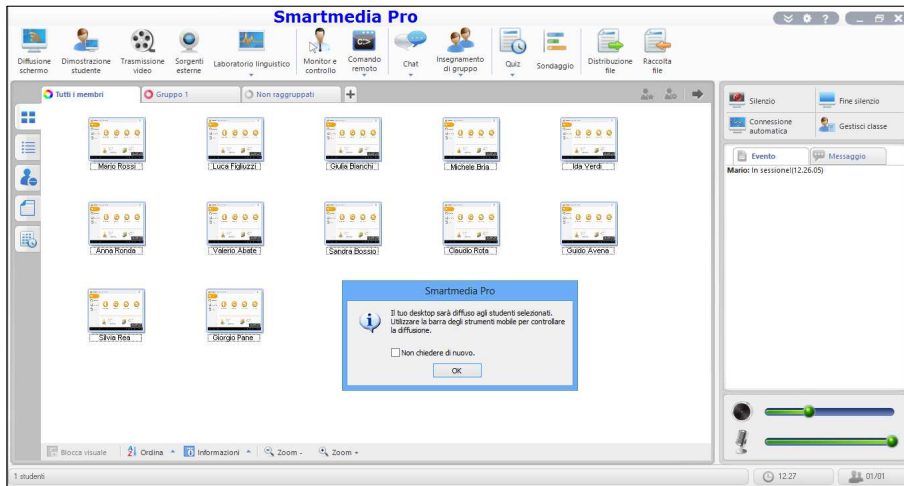 Smartmedia Pro
Diffusione schermo
Dimostrazione studente
Trasmissione video
Sorgenti esterne
Laboratorio linguistico
Monitor e controllo
Comando remoto
Chat
Insegnamento di gruppo
Quiz
Sondaggio
Distribuzione file
Raccolta file
Tutti i membri
Gruppo 1
Non raggruppati
Silenzio
Fine silenzio
Connessione automatica
Gestisci classe
Evento
Messaggio
Mario: In sessione!(12.26.05)
Mario Rossi
Luca Figliuzzi
Giulia Bianchi
Michele Bria
Ida Verdi
Anna Ronda
Valerio Abate
Sandra Bossio
Claudio Rota
Guido Avena
Silvia Rea
Giorgio Pane
Smartmedia Pro
Il tuo desktop sarà diffuso agli studenti selezionati.
Utilizzare la barra degli strumenti mobile per controllare
la diffusione.
Non chiedere di nuovo.
OK
Blocca visuale
Ordina
Informazioni
Zoom -
Zoom +
1 studenti
12.27
01/01